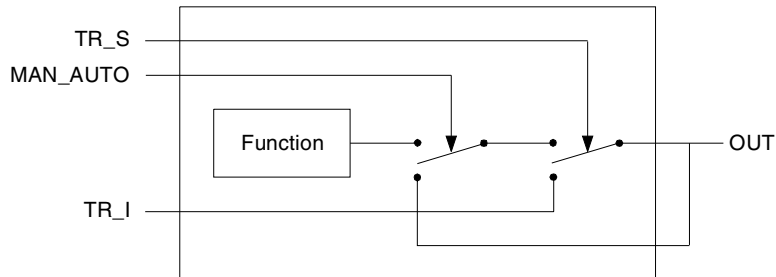 TR_S
MAN_AUTO
Function
OUT
TR_I